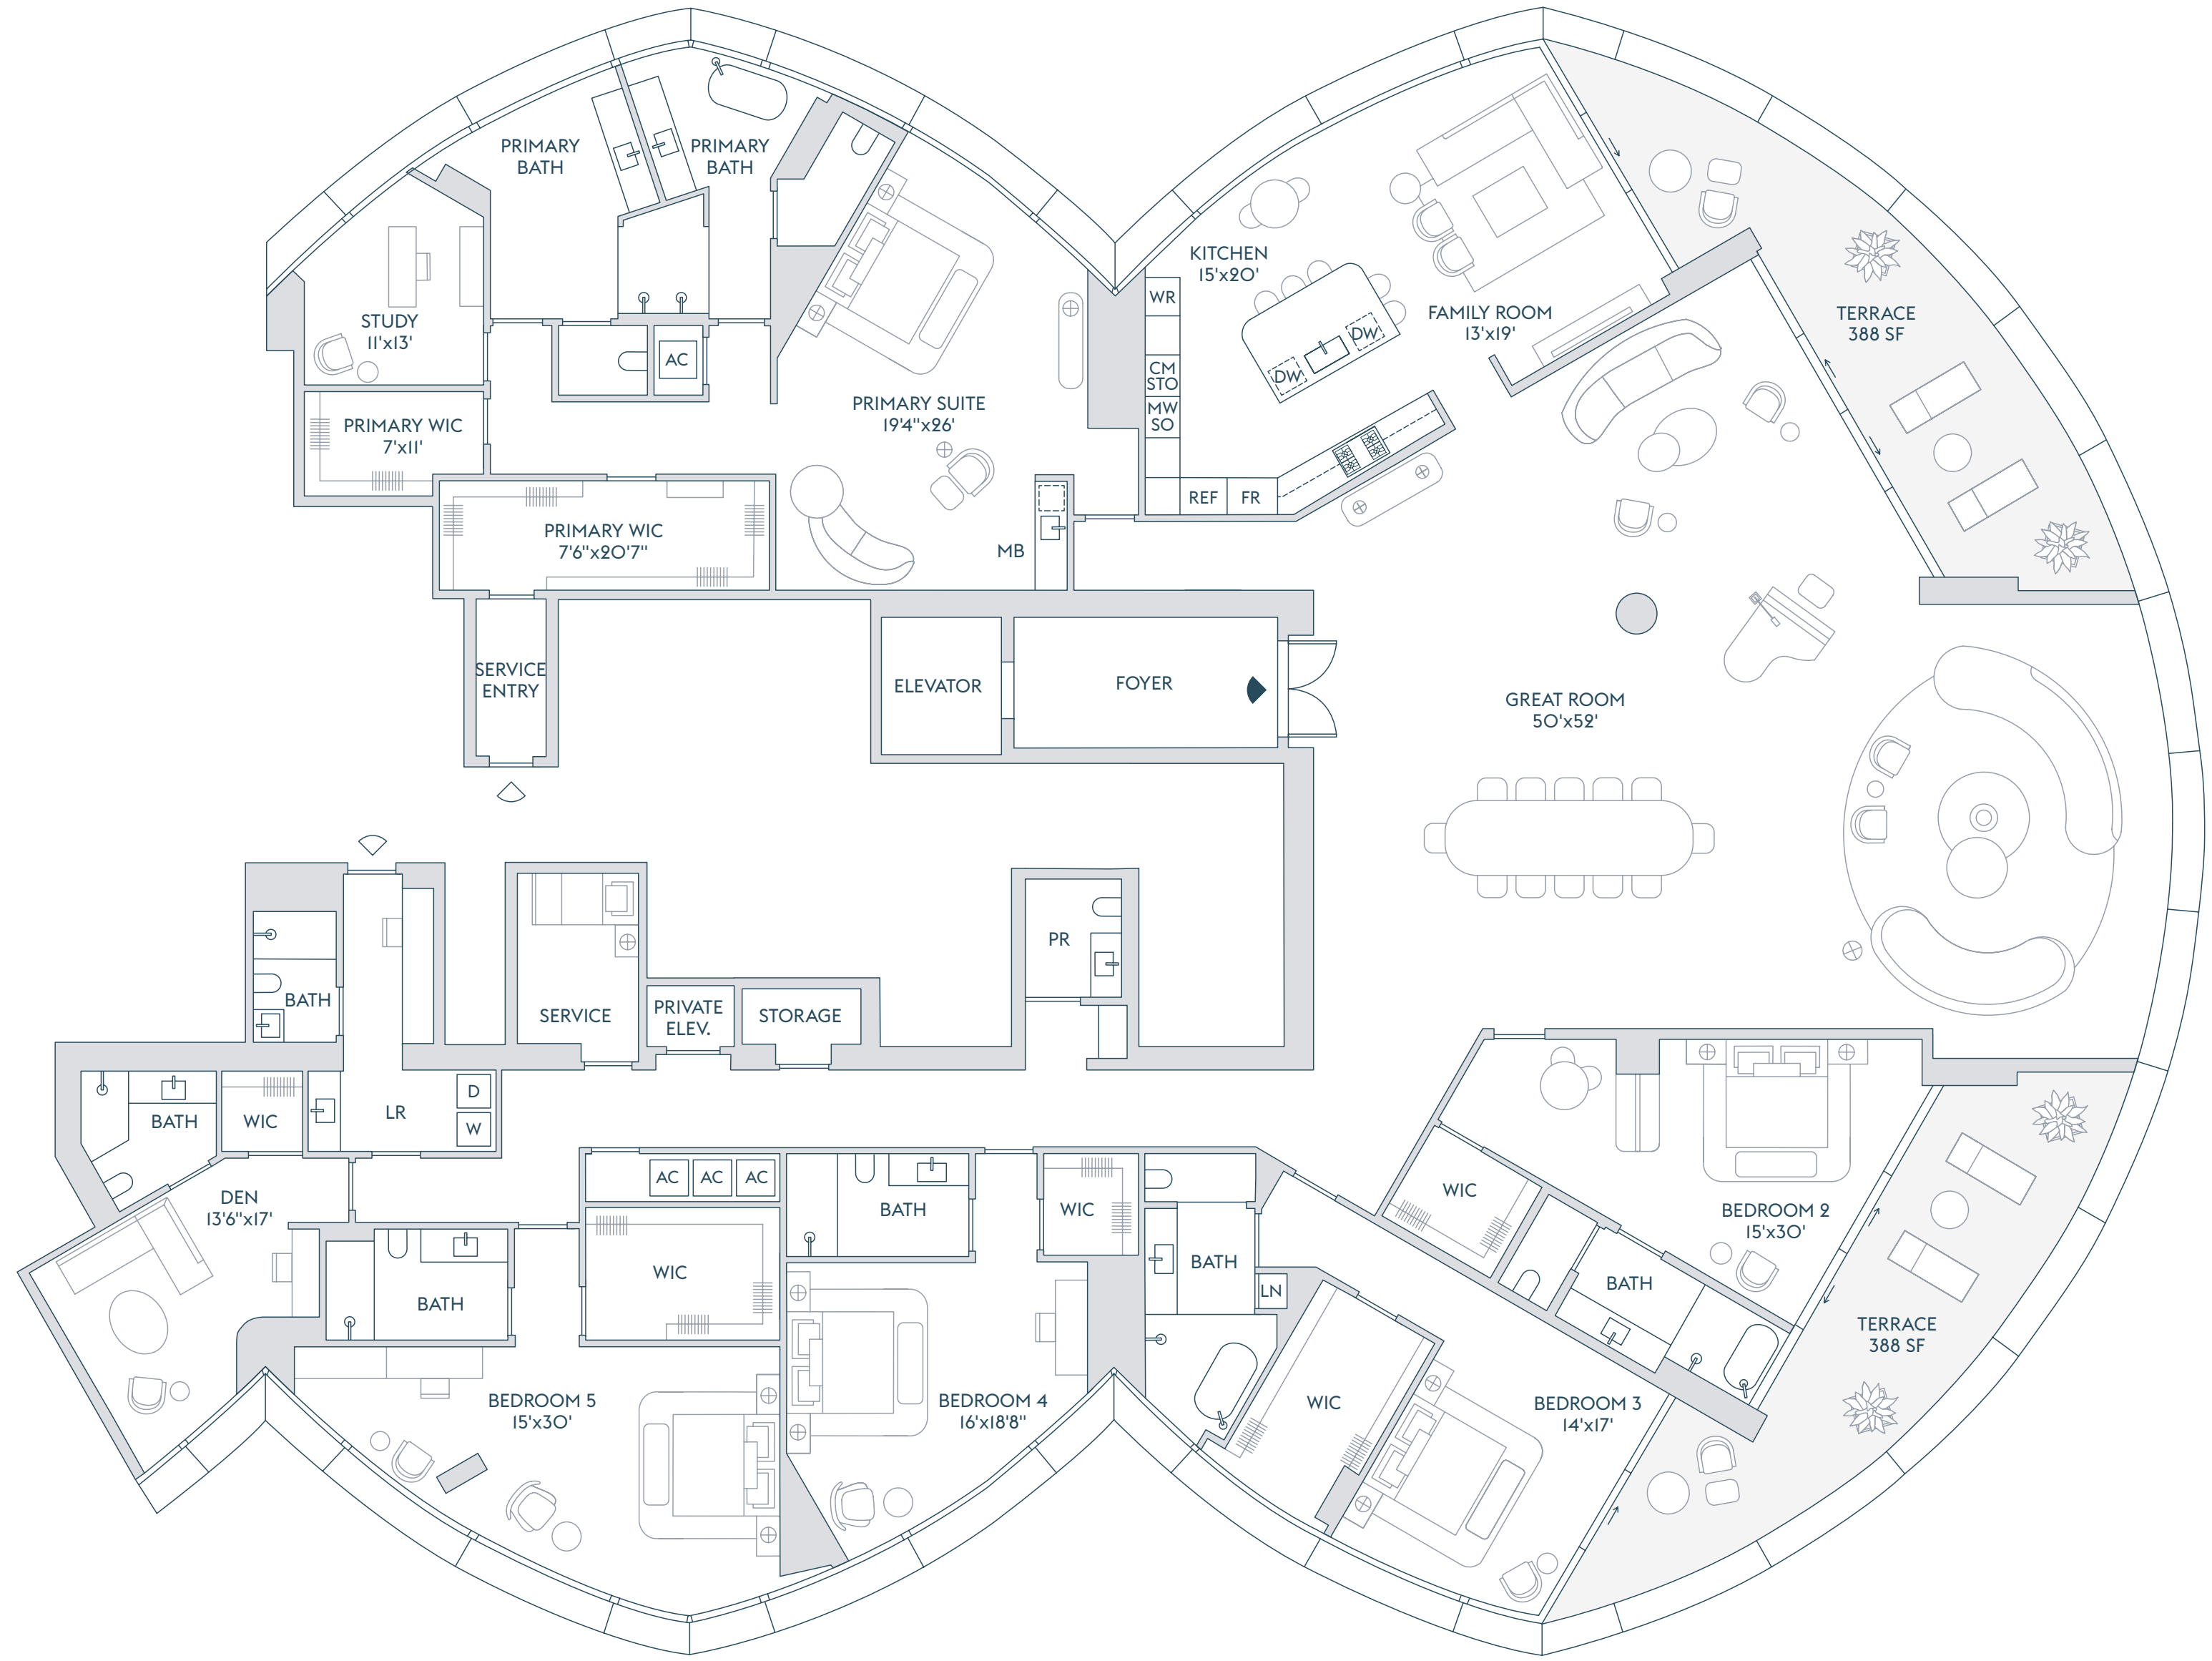 PRIMARY
BATH
PRIMARY
BATH
STUDY
11'x13'
AC
PRIMARY WIC
7'x11'
PRIMARY SUITE
19'4"x26'
PRIMARY WIC
7'6"x20'7"
MB
KITCHEN
15'x20'
WR
CM
STO
MW
SO
REF
FR
DW
DW
FAMILY ROOM
13'x19'
TERRACE
388 SF
SERVICE
ENTRY
ELEVATOR
FOYER
GREAT ROOM
50'x52'
PR
BATH
SERVICE
PRIVATE
ELEV.
STORAGE
BATH
WIC
LR
D
W
DEN
13'6"x17'
AC
AC
AC
BATH
WIC
BATH
WIC
BATH
LN
WIC
BEDROOM 5
15'x30'
BEDROOM 4
16'x18'8"
WIC
BATH
BEDROOM 2
15'x30'
BEDROOM 3
14'x17'
TERRACE
388 SF